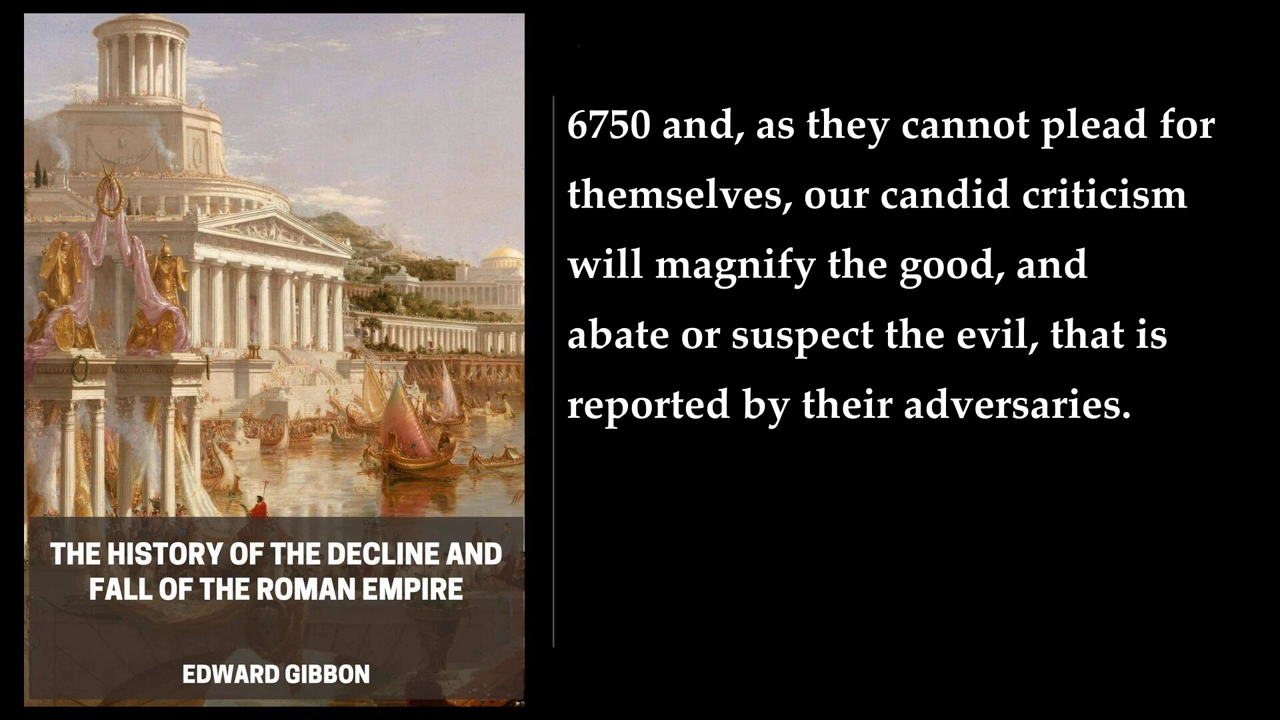 6750 and, as they cannot plead for
themselves, our candid criticism
will magnify the good, and
abate or suspect the evil, that is
reported by their adversaries.
THE HISTORY OF THE DECLINE AND
FALL OF THE ROMAN EMPIRE
EDWARD GIBBON